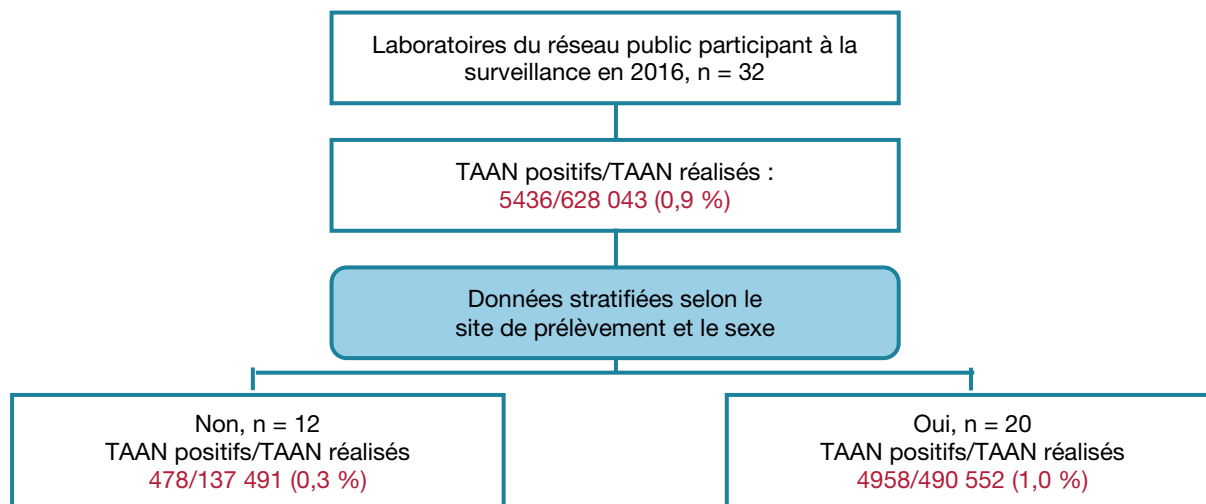 Laboratoires du réseau public participant à la
surveillance en 2016, n = 32
TAAN positifs/TAAN réalisés :
5436/628 043 (0,9 %)
Données stratifiées selon le
site de prélèvement et le sexe
Non, n = 12
TAAN positifs/TAAN réalisés
478/137 491 (0,3 %)
Oui, n = 20
TAAN positifs/TAAN réalisés
4958/490 552 (1,0 %)